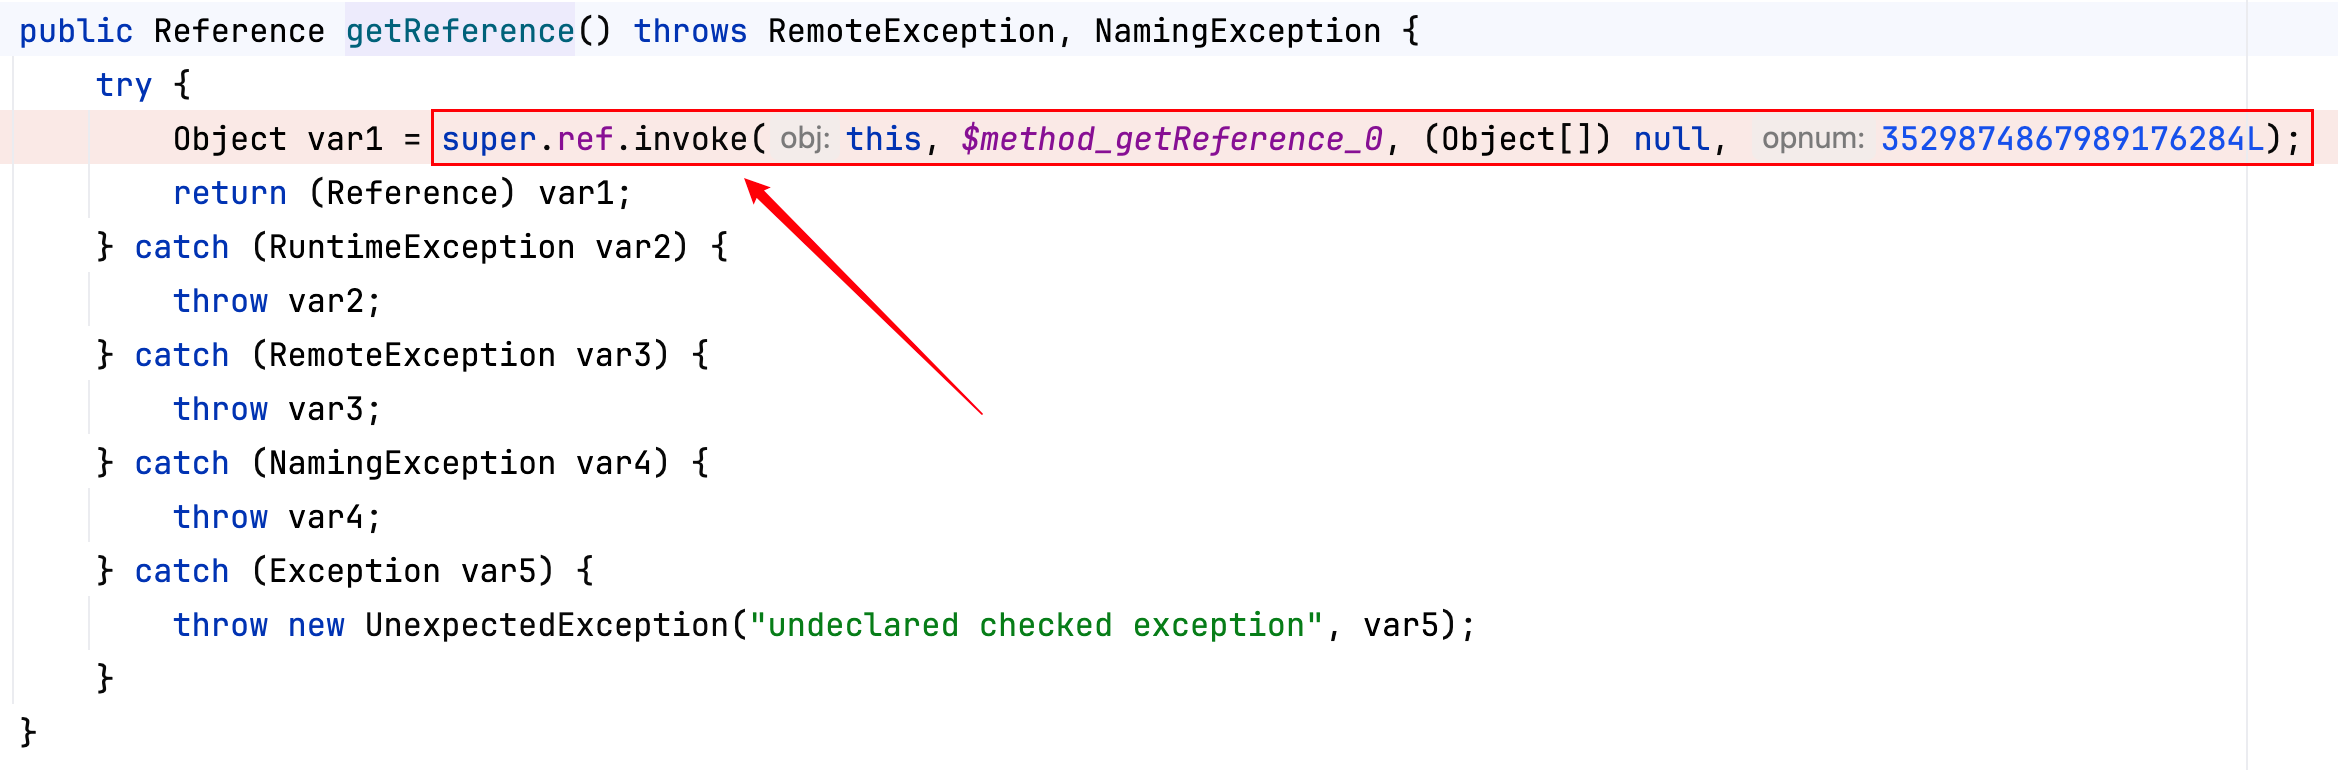 public Reference getReference() throws RemoteException, NamingException {
    try {
        Object var1 = super.ref.invoke( obj: this, $method_getReference_0, (Object[]) null,  opnum: 3529874867989176284L);
        return (Reference) var1;
    } catch (RuntimeException var2) {
        throw var2;
    } catch (RemoteException var3) {
        throw var3;
    } catch (NamingException var4) {
        throw var4;
    } catch (Exception var5) {
        throw new UnexpectedException("undeclared checked exception", var5);
    }
}